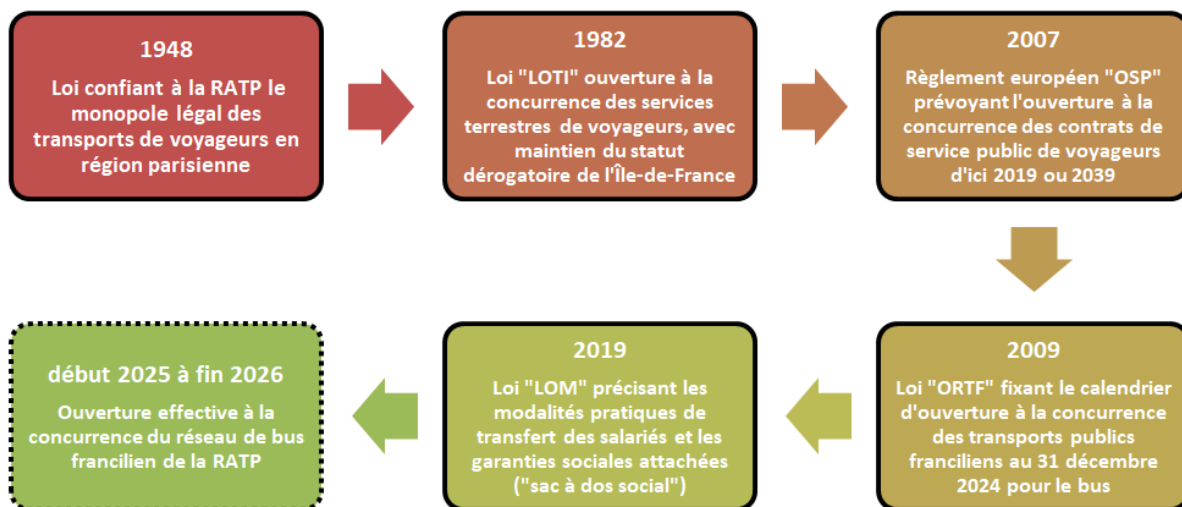 1948
Loi confiant à la RATP le
monopole légal des
transports de voyageurs en
région parisienne
1982
Loi "LOTI" ouverture à la
concurrence des services
terrestres de voyageurs, avec
maintien du statut
dérogatoire de l'Île-de-France
2007
Règlement européen "OSP"
prévoyant l'ouverture à la
concurrence des contrats de
service public de voyageurs
d'ici 2019 ou 2039
2009
Loi "ORTF" fixant le calendrier
d'ouverture à la concurrence
des transports publics
franciliens au 31 décembre
2024 pour le bus
2019
Loi "LOM" précisant les
modalités pratiques de
transfert des salariés et les
garanties sociales attachées
("sac à dos social")
début 2025 à fin 2026
Ouverture effective à la
concurrence du réseau de bus
francilien de la RATP